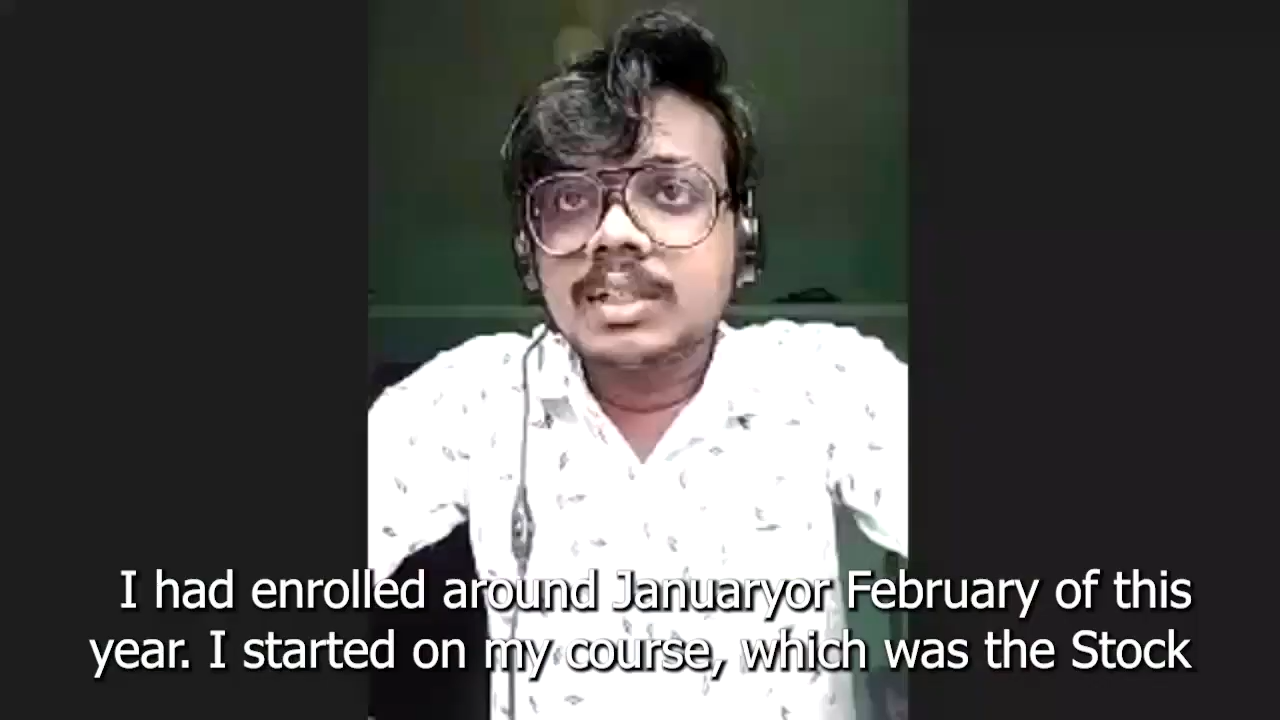 I had enrolled around Januaryor February of this
year. I started on my course, which was the Stock